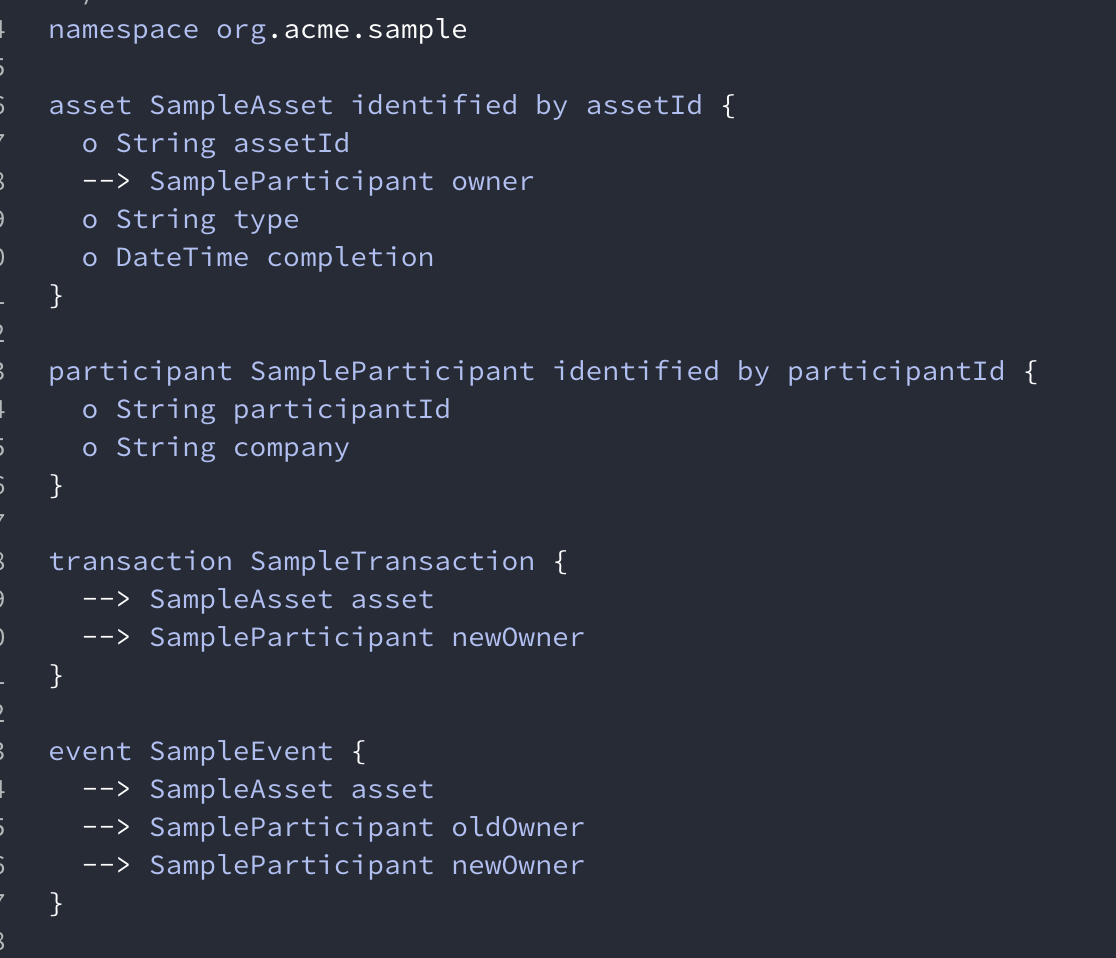 namespace org.acme.sample
asset SampleAsset identified by assetId {
o String assetId
--> SampleParticipant owner
o String type
o DateTime completion
}
participant SampleParticipant identified by participantId {
o String participantId
o String company
}
transaction SampleTransaction {
--> SampleAsset asset
--> SampleParticipant newOwner
}
event SampleEvent {
--> SampleAsset asset
--> SampleParticipant oldOwner
--> SampleParticipant newOwner
}